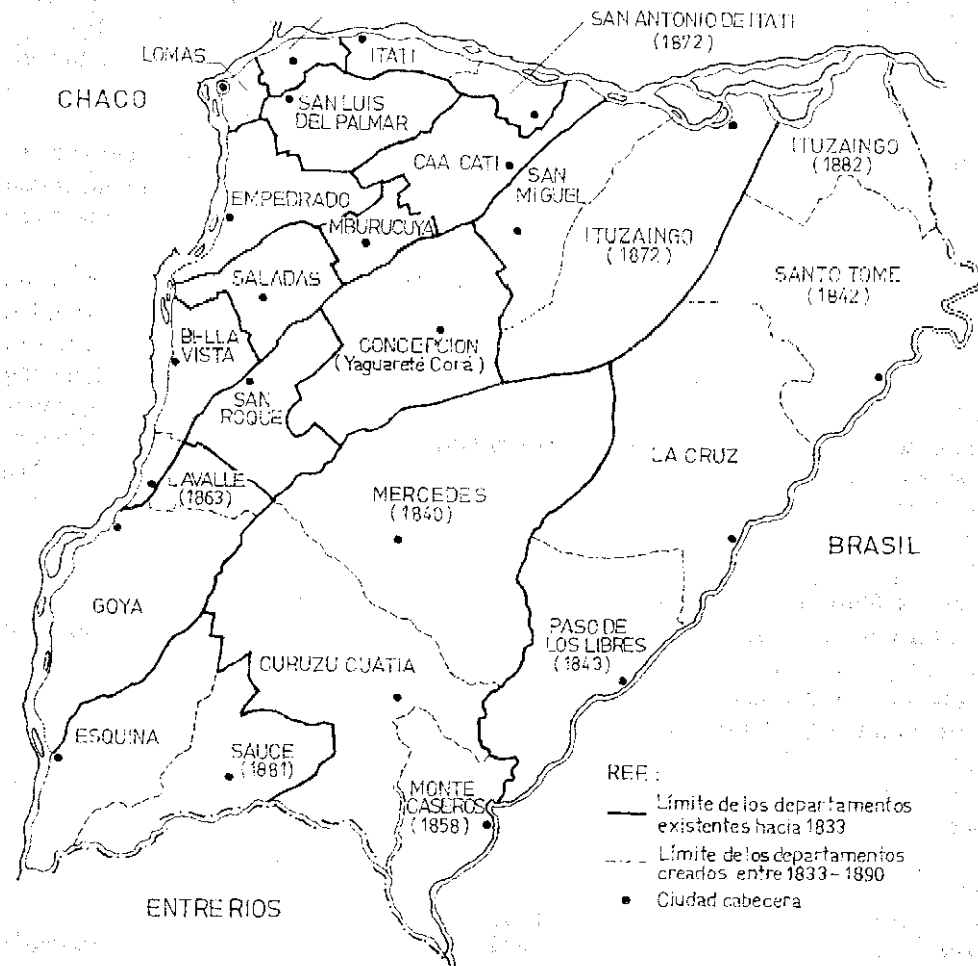 SAN ANTONIO DE ITATI
(1872)
LOMAS
ITATI
CHACO
SAN LUIS
DEL PALMAR
CAA CATI
SAN
MIGUEL
ITUZAINGO
(1882)
EMPEDRADO
MBURUCUYA
ITUZAINGO
(1872)
SALADAS
SANTO TOME
(1842)
BELLA
VISTA
CONCEPCION
(Yaguareté Corá)
SAN
ROQUE
LA CRUZ
LAVALLE
(1863)
MERCEDES
(1840)
BRASIL
GOYA
PASO DE
LOS LIBRES
(1843)
CURUZU CUATIA
ESQUINA
SAUCE
(1881)
MONTE
CASEROS
(1858)
ENTRE RIOS
REF :
Límite de los departamentos
existentes hacia 1833
Límite de los departamentos
creados entre 1833-1890
Ciudad cabecera